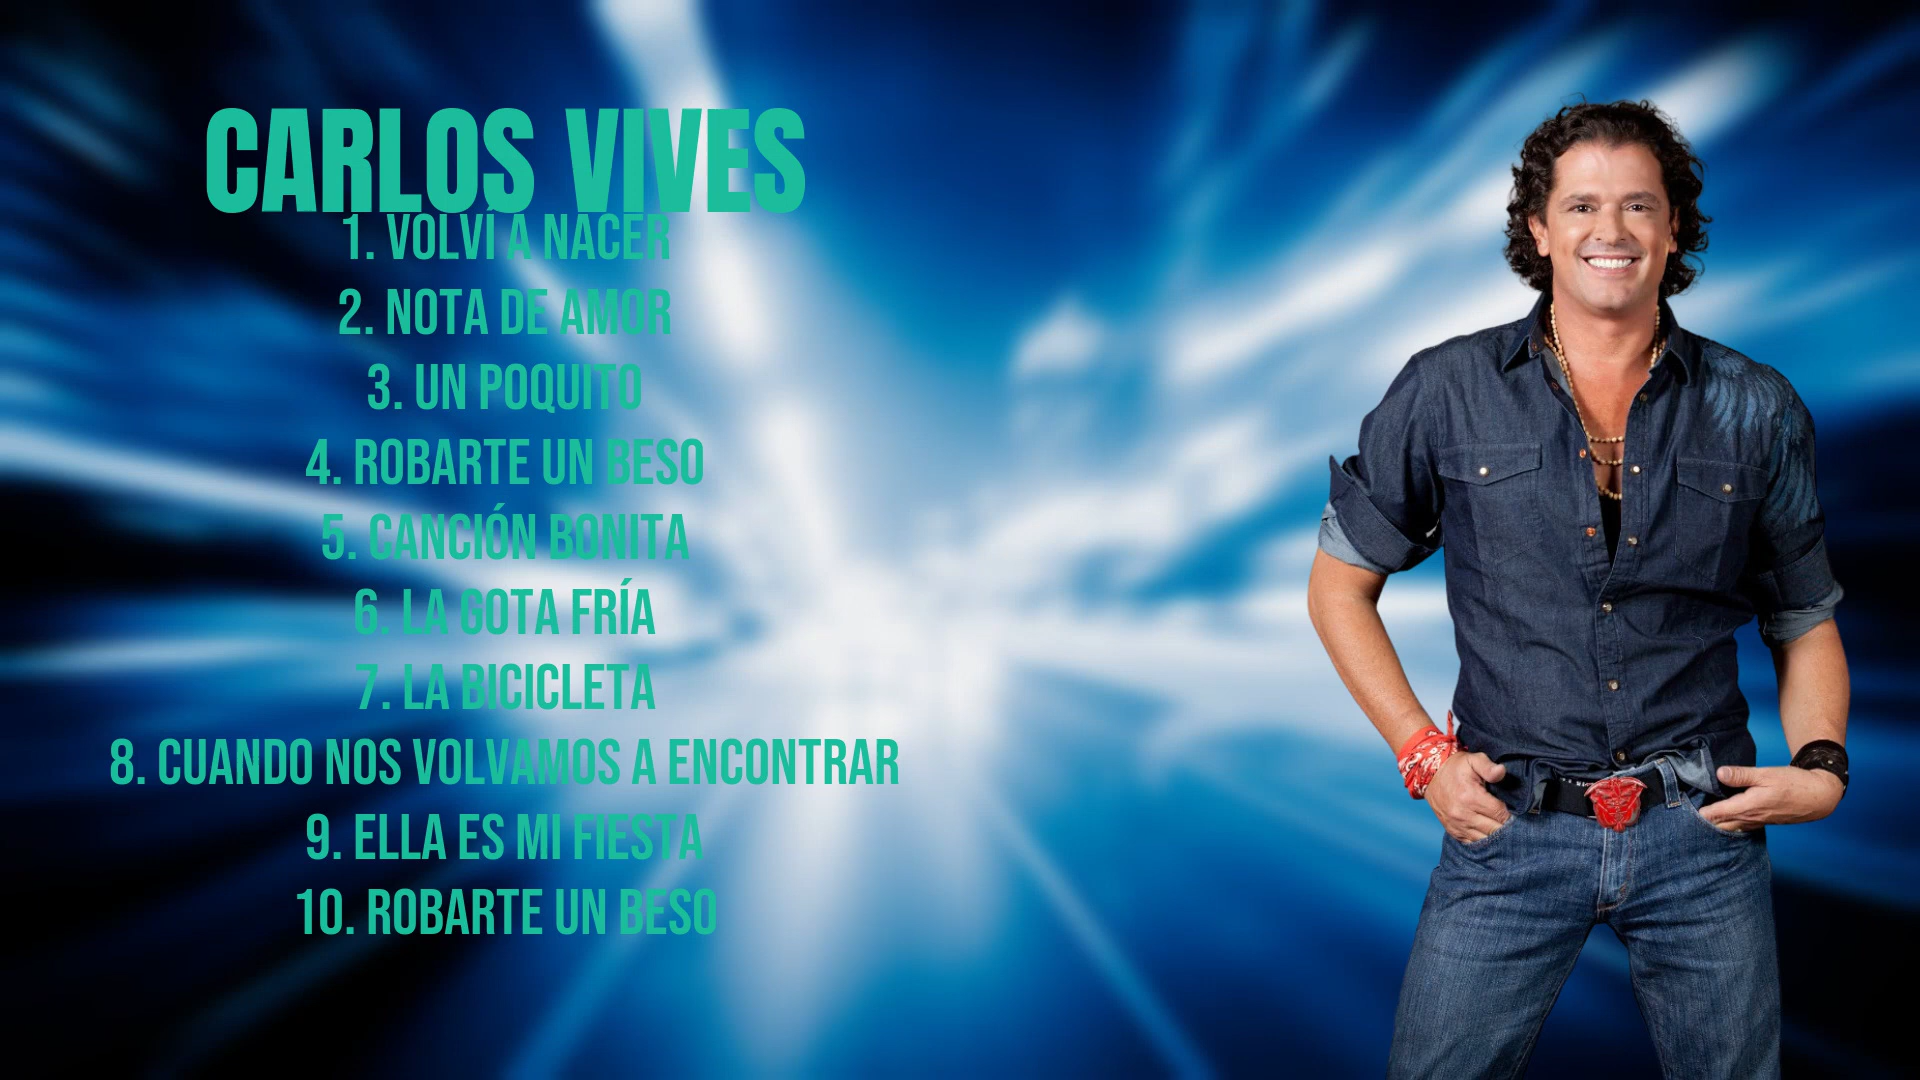 CARLOS VIVES
1. VOLVÍ A NACER
2. NOTA DE AMOR
3. UN POQUITO
4. ROBARTE UN BESO
5. CANCIÓN BONITA
6. LA GOTA FRÍA
7. LA BICICLETA
8. CUANDO NOS VOLVAMOS A ENCONTRAR
9. ELLA ES MI FIESTA
10. ROBARTE UN BESO